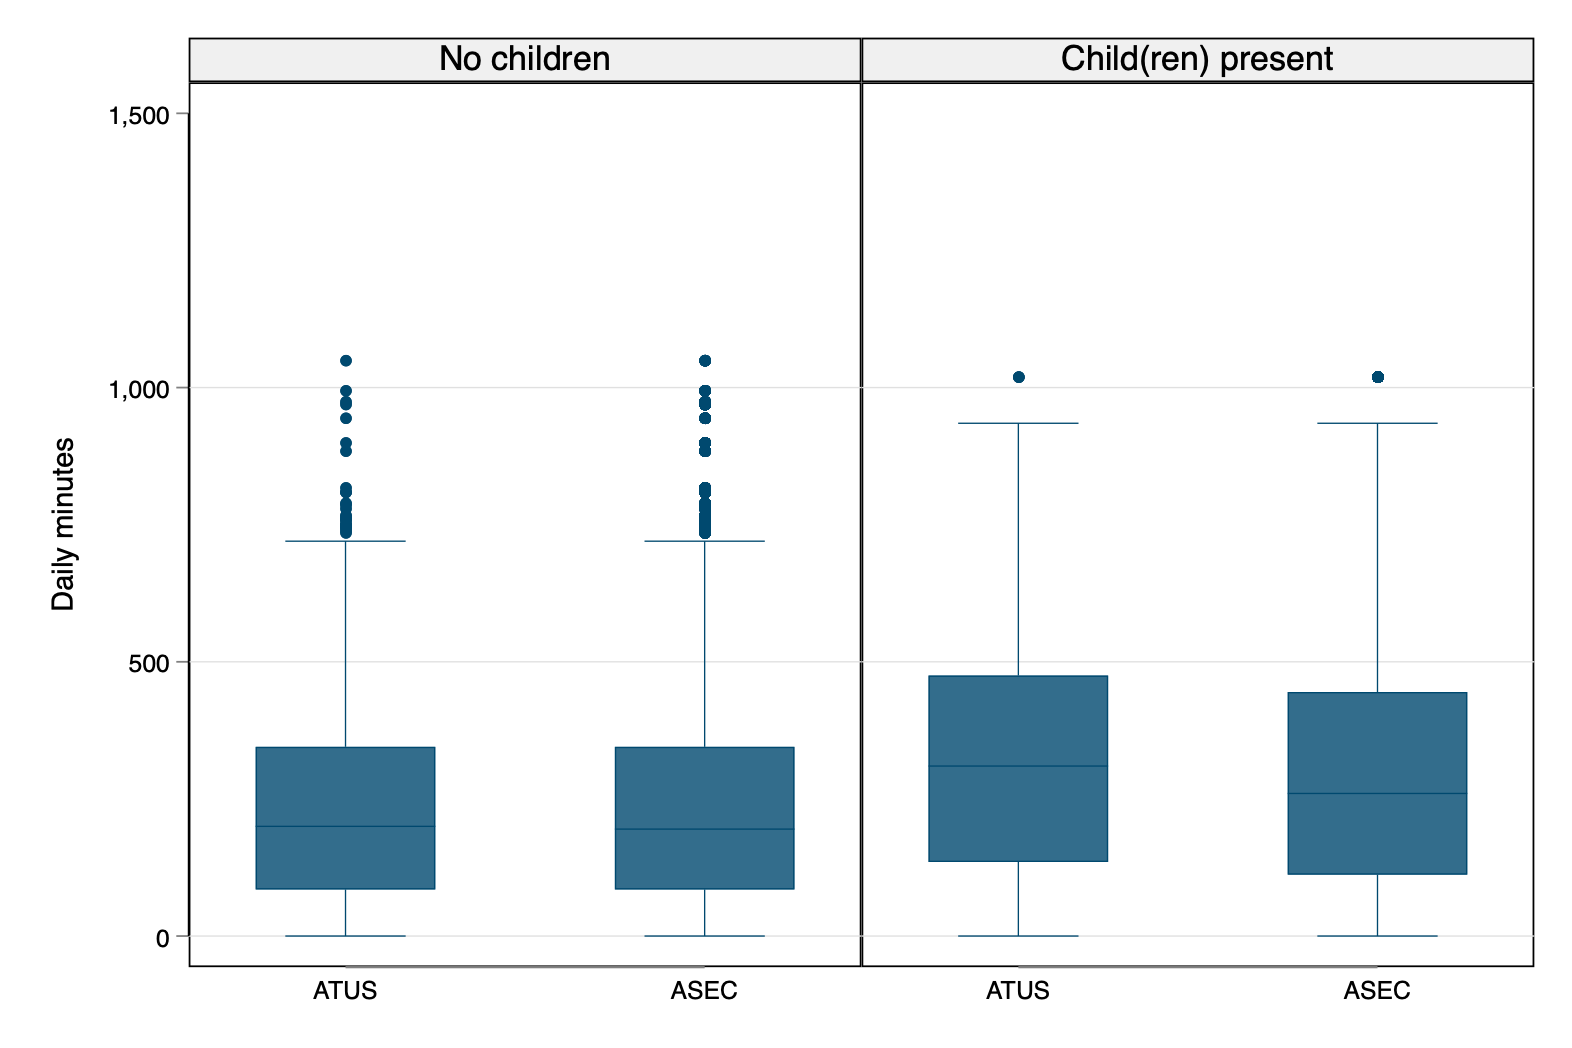 No children
Child(ren) present
1,500
1,000
500
0
Daily minutes
ATUS
ASEC
ATUS
ASEC